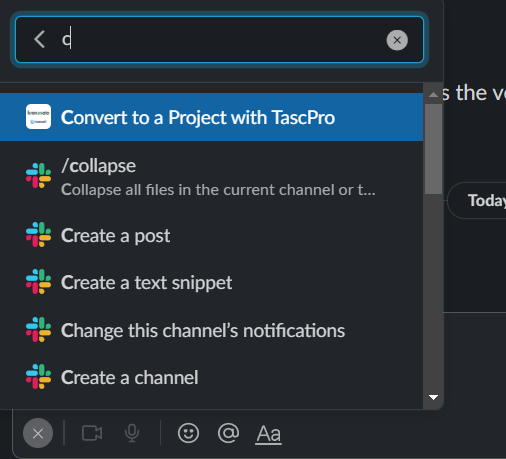 c
s the v
Convert to a Project with TascPro
/collapse
Collapse all files in the current channel or t...
Create a post
Today
Create a text snippet
Change this channel's notifications
Create a channel
@ Aa